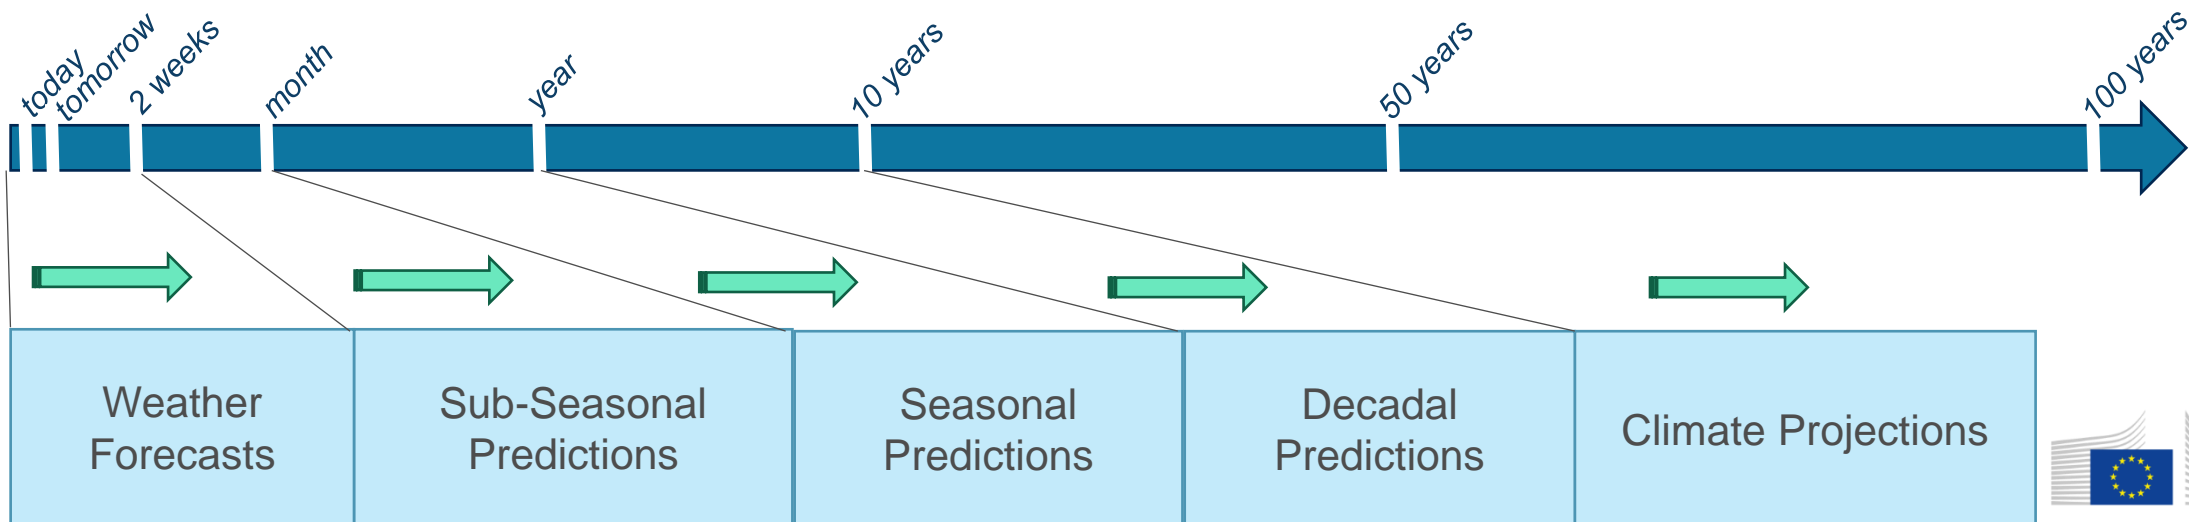 today
tomorrow
2 weeks
month
year
10 years
50 years
100 years
Weather
Forecasts
Sub-Seasonal
Predictions
Seasonal
Predictions
Decadal
Predictions
Climate Projections